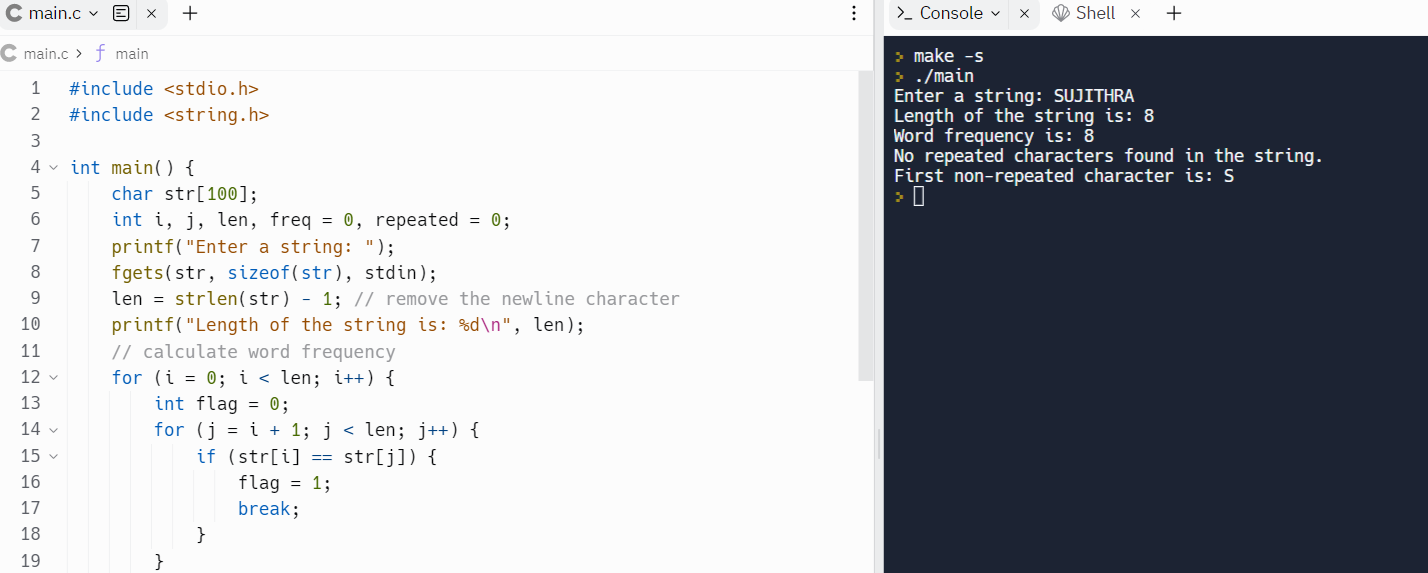 main.c
Console
Shell
main.c > f main
1 #include <stdio.h>
2 #include <string.h>
3
4 int main() {
5 char str[100];
6 int i, j, len, freq = 0, repeated = 0;
7 printf("Enter a string: ");
8 fgets(str, sizeof(str), stdin);
9 len = strlen(str) - 1; // remove the newline character
10 printf("Length of the string is: %d\n", len);
11 // calculate word frequency
12 for (i = 0; i < len; i++) {
13 int flag = 0;
14 for (j = i + 1; j < len; j++) {
15 if (str[i] == str[j]) {
16 flag = 1;
17 break;
18 }
19 }
> make -s
> ./main
Enter a string: SUJITHRA
Length of the string is: 8
Word frequency is: 8
No repeated characters found in the string.
First non-repeated character is: S
>